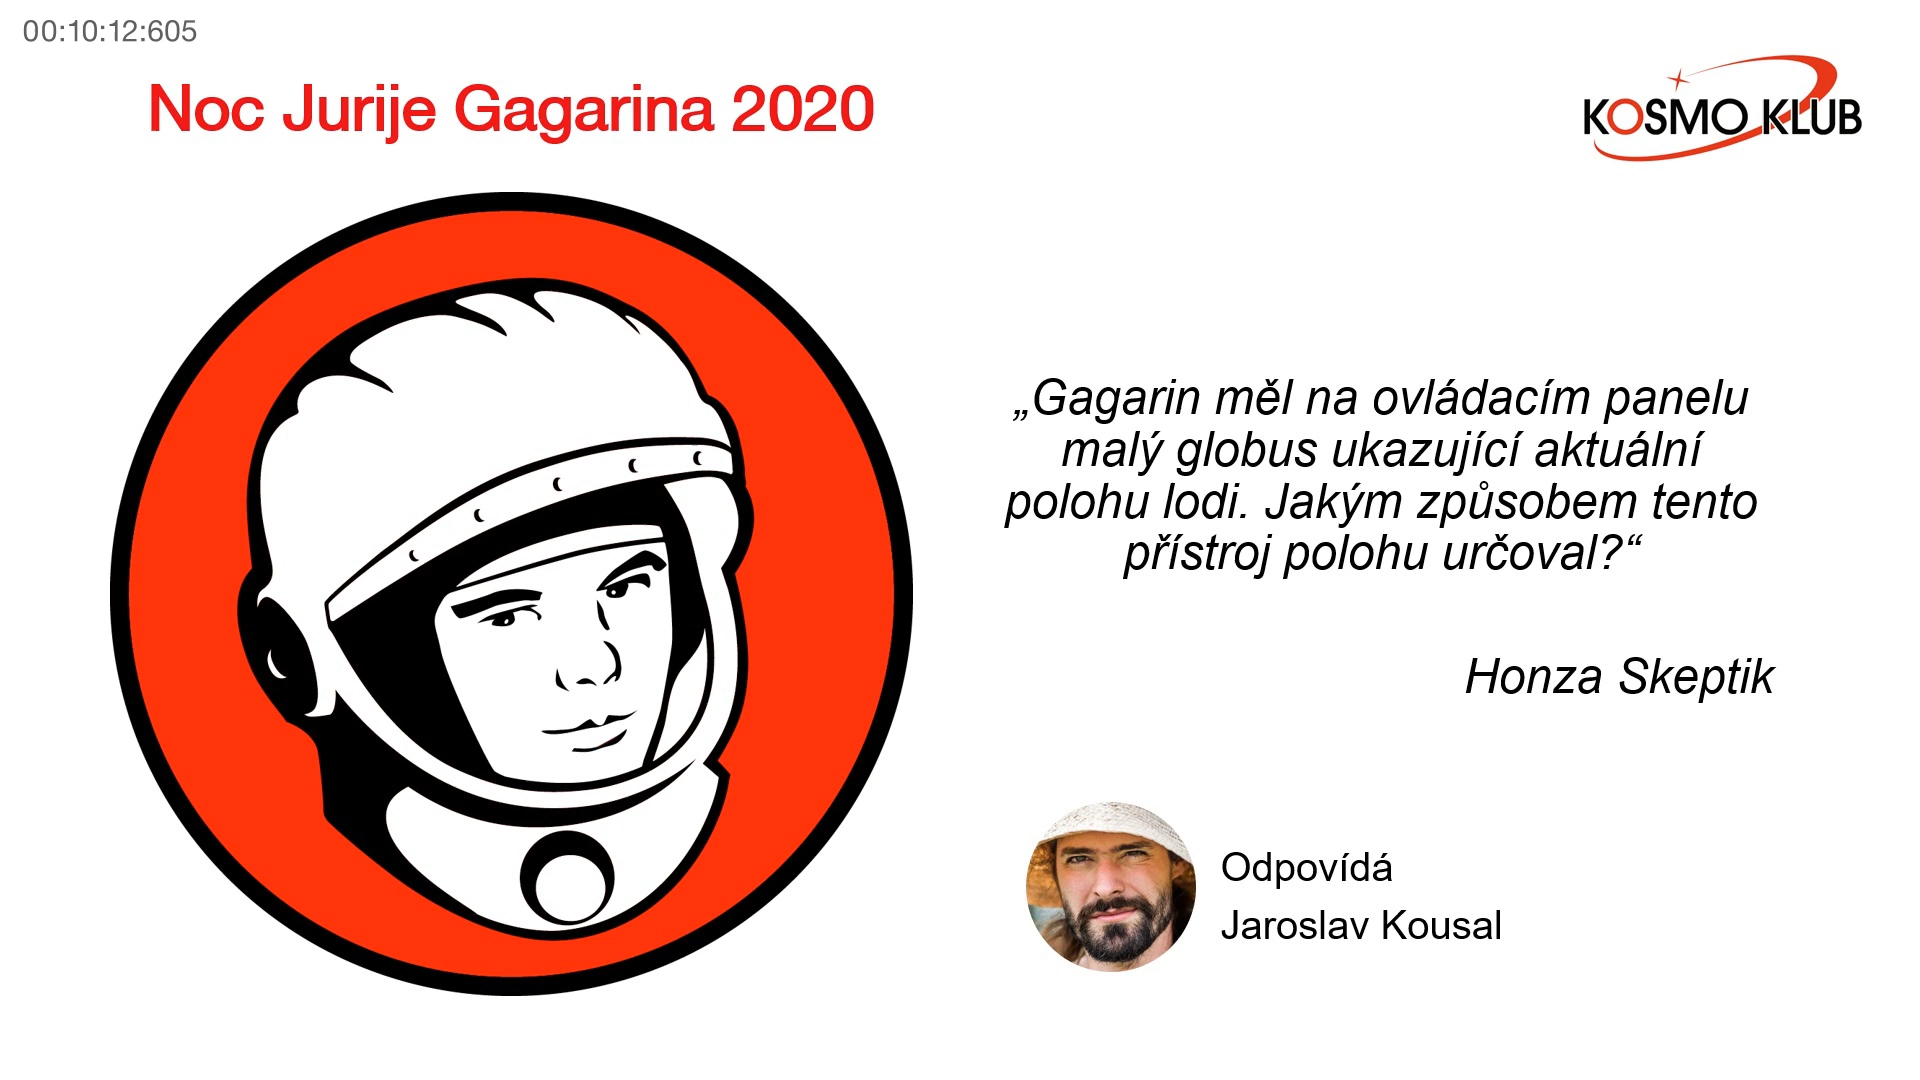 00:10:12:605
Noc Jurije Gagarina 2020
KOSMO KLUB
„Gagarin měl na ovládacím panelu
malý globus ukazující aktuální
polohu lodi. Jakým způsobem tento
přístroj polohu určoval?“
Honza Skeptik
Odpovídá
Jaroslav Kousal